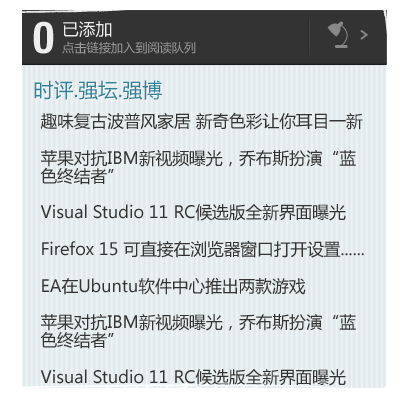 0
已添加
点击链接加入到阅读队列
时评.强坛.强博
趣味复古波普风家居 新奇色彩让你耳目一新
苹果对抗IBM新视频曝光，乔布斯扮演“蓝
色终结者”
Visual Studio 11 RC候选版全新界面曝光
Firefox 15 可直接在浏览器窗口打开设置......
EA在Ubuntu软件中心推出两款游戏
苹果对抗IBM新视频曝光，乔布斯扮演“蓝
色终结者”
Visual Studio 11 RC候选版全新界面曝光